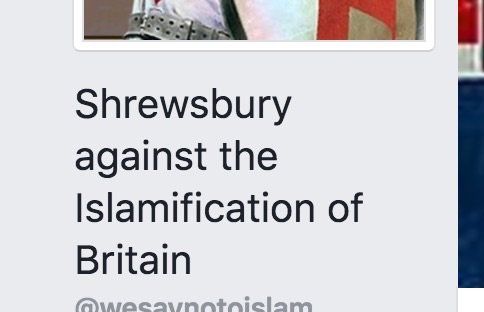 Shrewsbury
against the
Islamification of
Britain
@wesaynotoislam